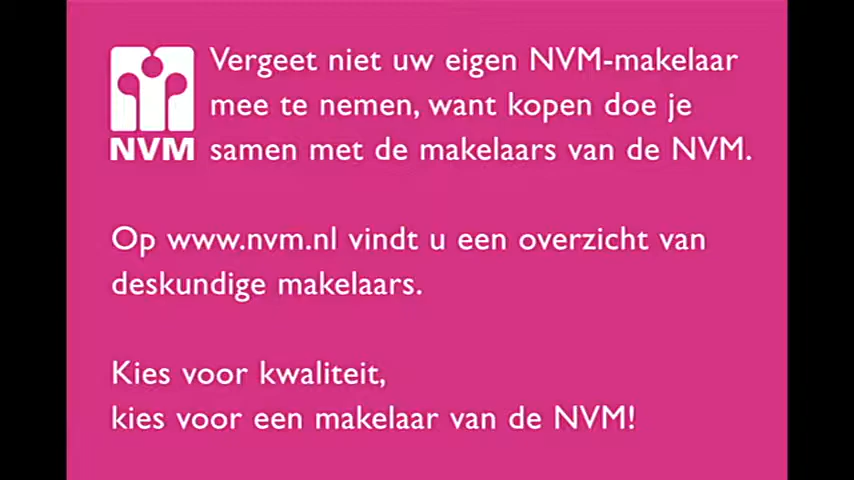 Vergeet niet uw eigen NVM-makelaar
mee te nemen, want kopen doe je
NVM samen met de makelaars van de NVM.
Op www.nvm.nl vindt u een overzicht van
deskundige makelaars.
Kies voor kwaliteit,
kies voor een makelaar van de NVM!